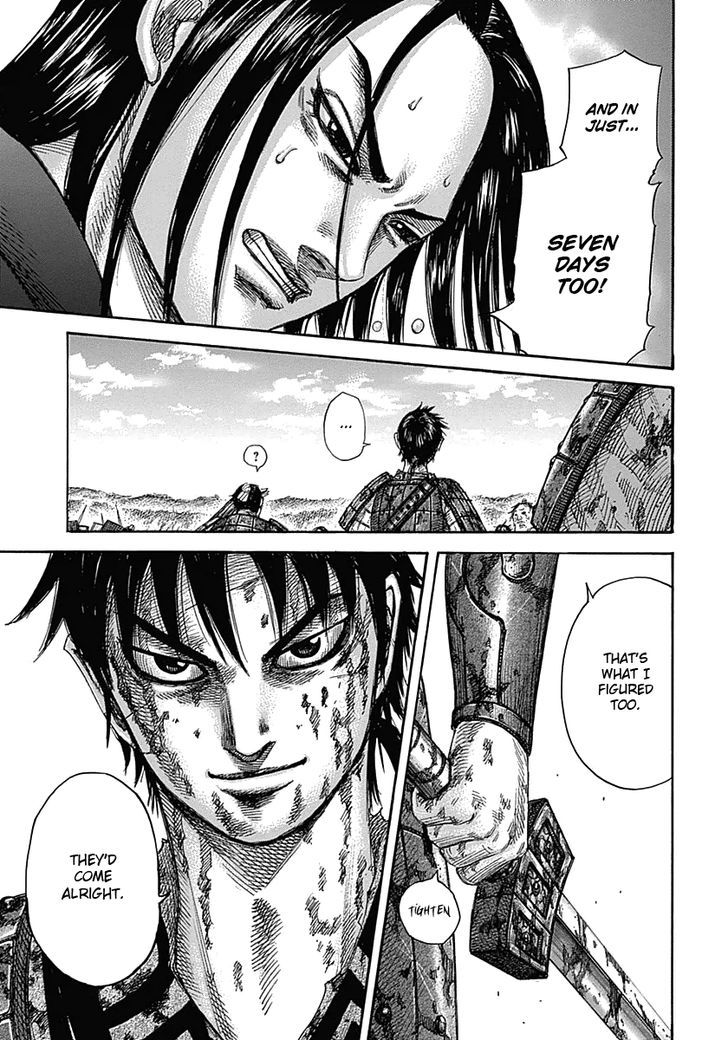 AND IN
JUST...
SEVEN
DAYS
TOO!
...
?
THAT'S
WHAT I
FIGURED
TOO.
TIGHTEN
THEY'D
COME
ALRIGHT.